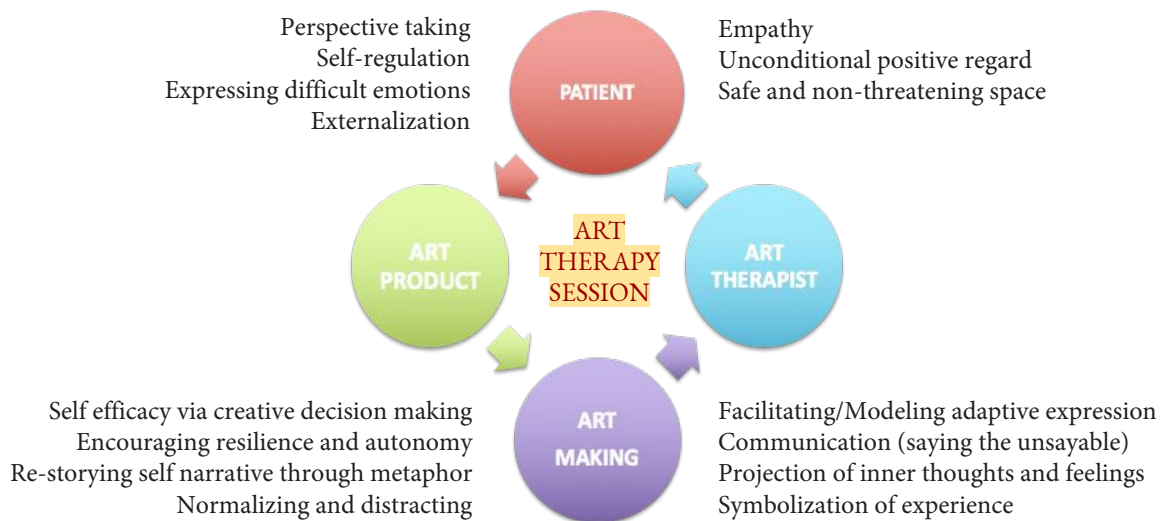 Perspective taking
Self-regulation
Expressing difficult emotions
Externalization
PATIENT
Empathy
Unconditional positive regard
Safe and non-threatening space
ART
PRODUCT
ART
THERAPY
SESSION
ART
THERAPIST
Self efficacy via creative decision making
Encouraging resilience and autonomy
Re-storying self narrative through metaphor
Normalizing and distracting
ART
MAKING
Facilitating/Modeling adaptive expression
Communication (saying the unsayable)
Projection of inner thoughts and feelings
Symbolization of experience